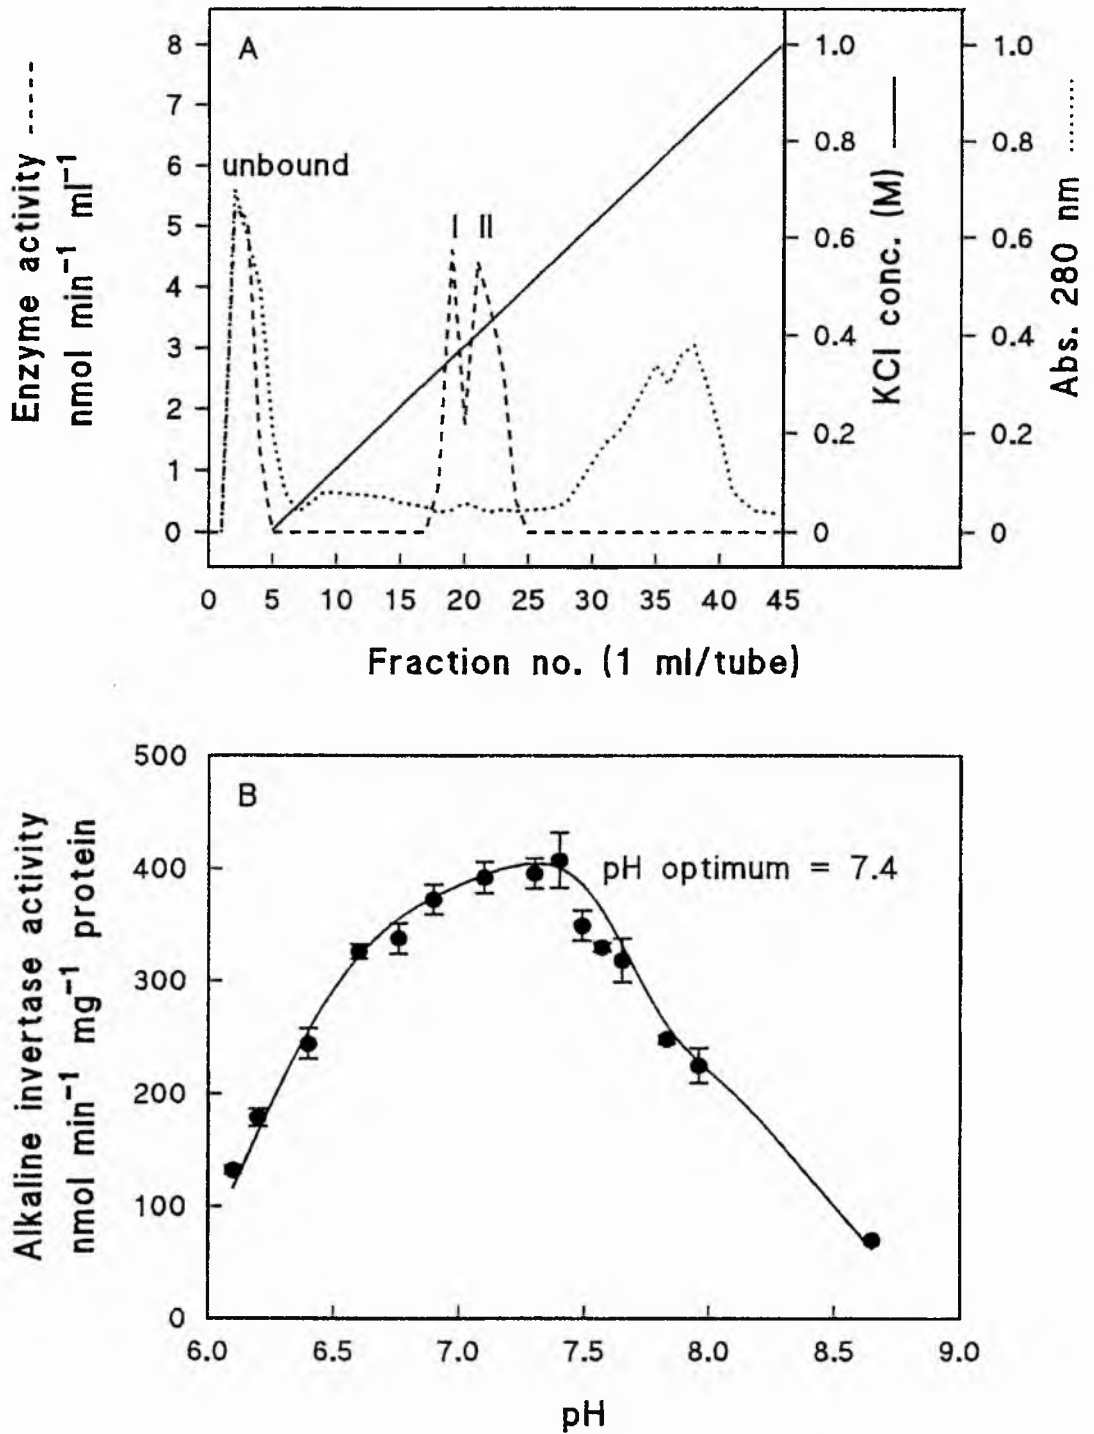 A
Enzyme activity -----
nmol min⁻¹ ml⁻¹
8
7
6
5
4
3
2
1
0
unbound
I II
1.0
0.8
0.6
0.4
0.2
0
KCl conc. (M)
1.0
0.8
0.6
0.4
0.2
0
Abs. 280 nm ........
0 5 10 15 20 25 30 35 40 45
Fraction no. (1 ml/tube)
B
Alkaline invertase activity
nmol min⁻¹ mg⁻¹ protein
500
400
300
200
100
0
pH optimum = 7.4
6.0 6.5 7.0 7.5 8.0 8.5 9.0
pH